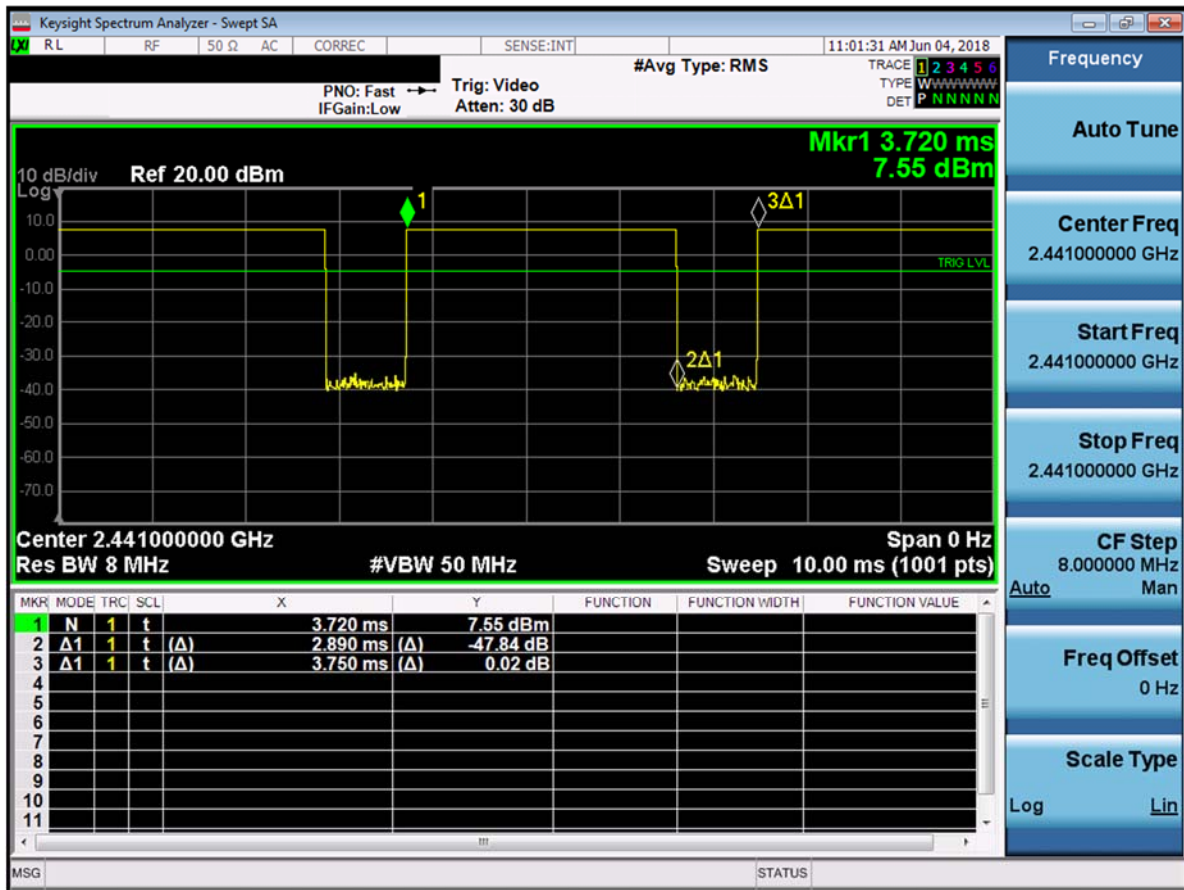 Keysight Spectrum Analyzer - Swept SA
LXI RL RF 50 Ω AC CORREC SENSE:INT 11:01:31 AM Jun 04, 2018
#Avg Type: RMS TRACE 1 2 3 4 5 6
PNO: Fast Trig: Video TYPE WWWWWW
IFGain:Low Atten: 30 dB DET P N N N N N
Mkr1 3.720 ms
7.55 dBm
10 dB/div Ref 20.00 dBm
Log
1
3Δ1
10.0
0.00
TRIG LVL
-10.0
-20.0
-30.0
2Δ1
-40.0
-50.0
-60.0
-70.0
Center 2.441000000 GHz Span 0 Hz
Res BW 8 MHz #VBW 50 MHz Sweep 10.00 ms (1001 pts)
MKR MODE TRC SCL X Y FUNCTION FUNCTION WIDTH FUNCTION VALUE
1 N 1 t 3.720 ms 7.55 dBm
2 Δ1 1 t (Δ) 2.890 ms (Δ) -47.84 dB
3 Δ1 1 t (Δ) 3.750 ms (Δ) 0.02 dB
4
5
6
7
8
9
10
11
MSG STATUS
Frequency
Auto Tune
Center Freq
2.441000000 GHz
Start Freq
2.441000000 GHz
Stop Freq
2.441000000 GHz
CF Step
8.000000 MHz
Auto Man
Freq Offset
0 Hz
Scale Type
Log Lin